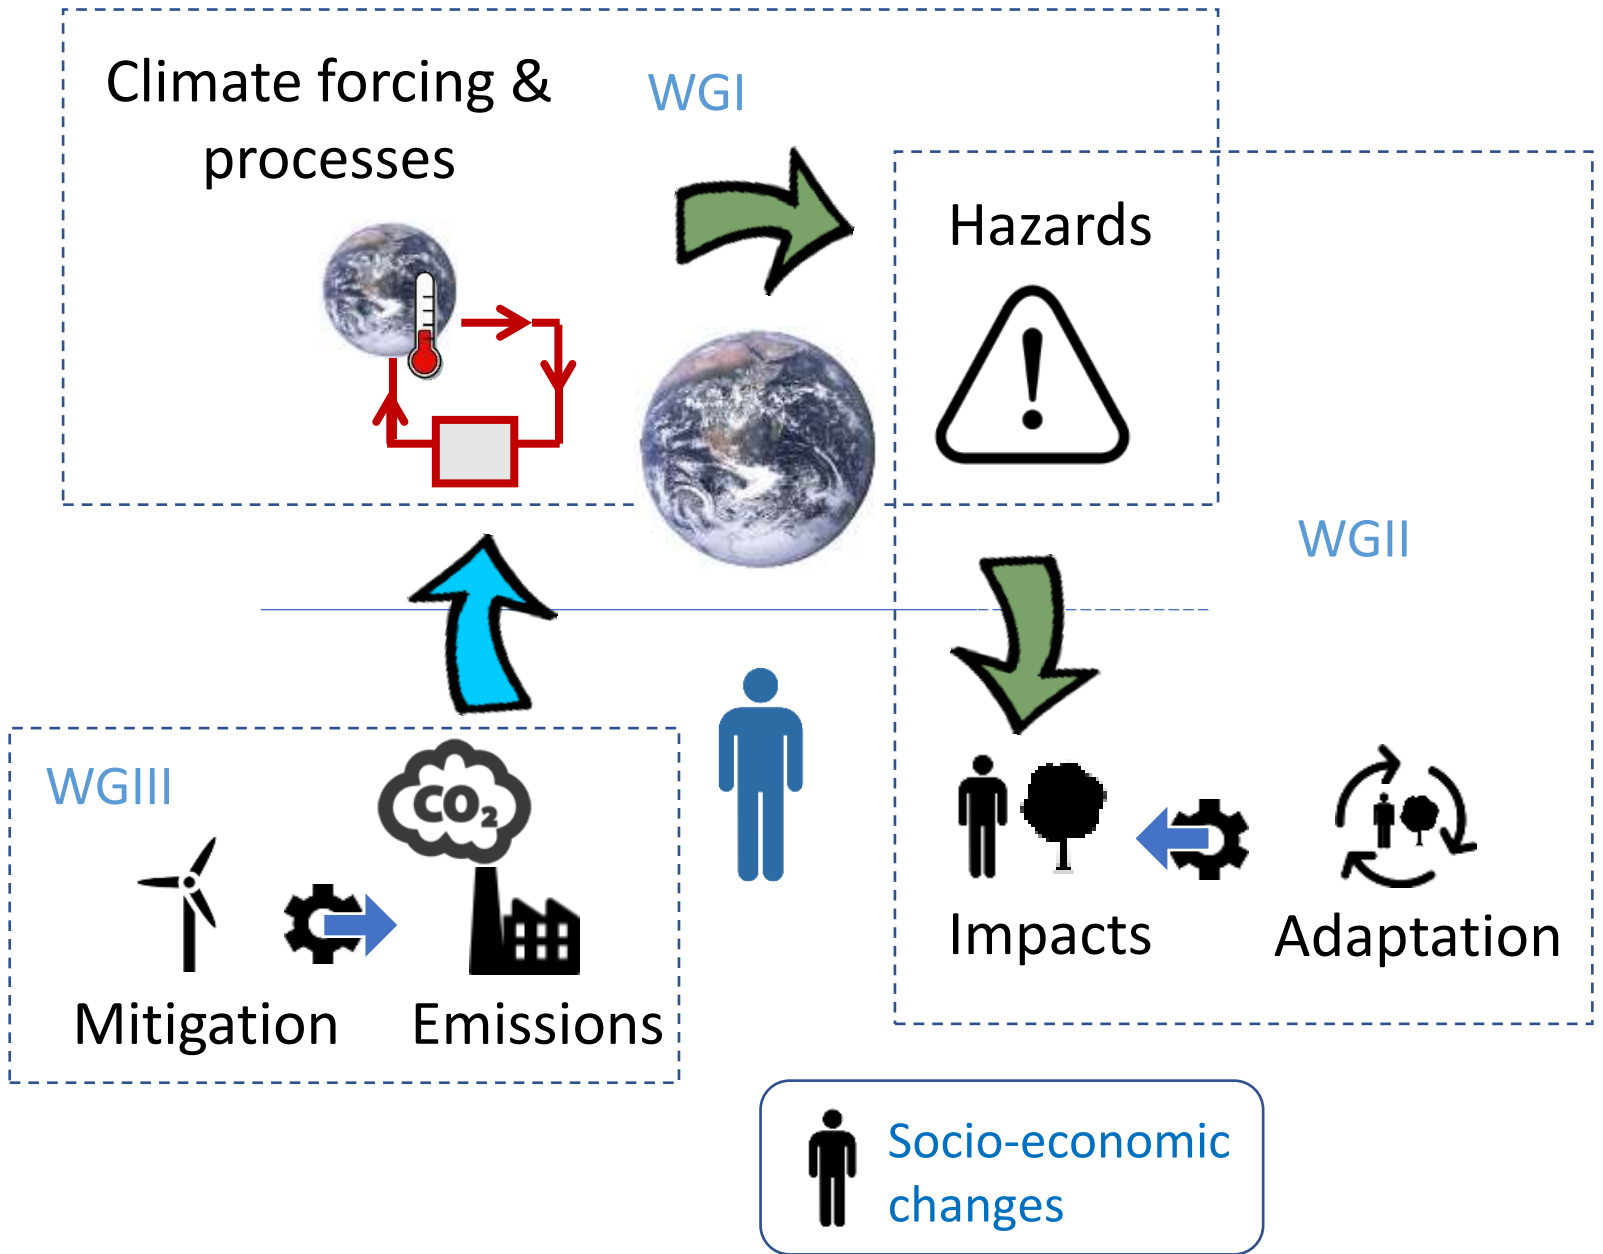 Climate forcing &
processes
WGI
Hazards
WGII
WGIII
CO₂
Mitigation
Emissions
Impacts
Adaptation
Socio-economic
changes